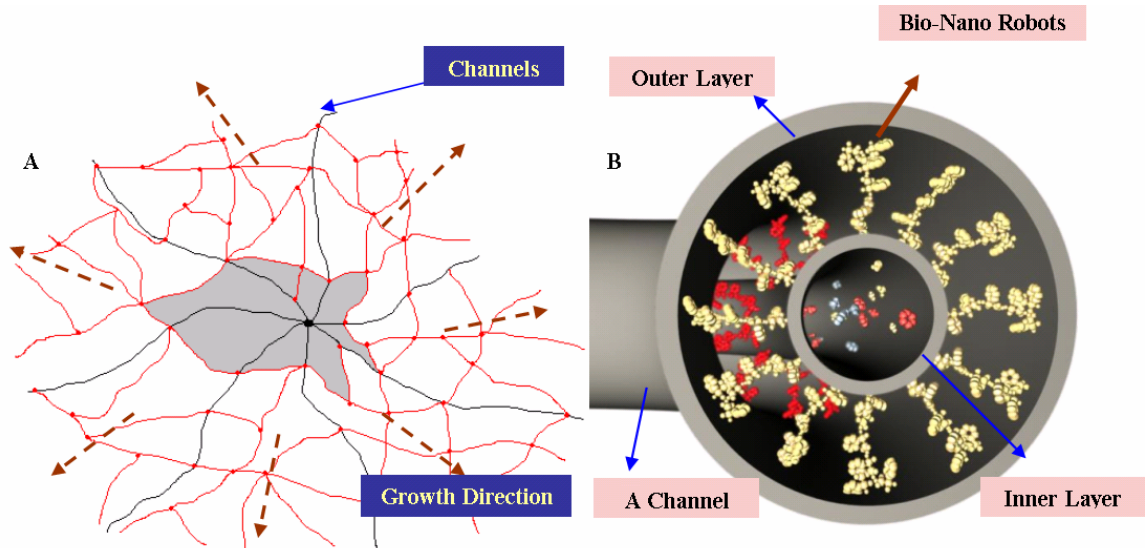 Channels
A
Growth Direction
Bio-Nano Robots
Outer Layer
B
A Channel
Inner Layer